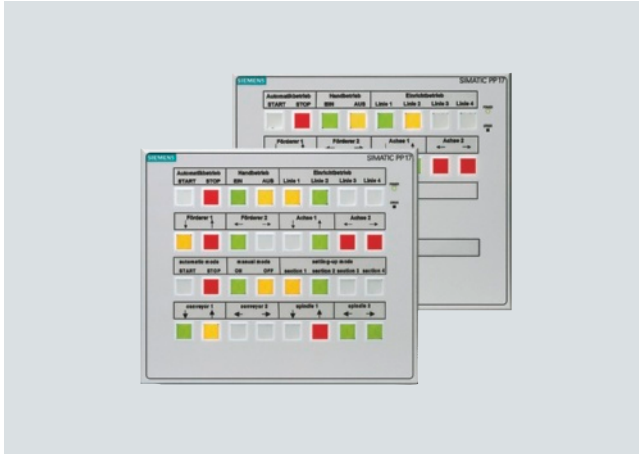 SIEMENS SIMATIC PP17
Automatikbetrieb Handbetrieb Einrichtbetrieb
START STOP EIN AUS Linie 1 Linie 2 Linie 3 Linie 4
Förderer 1 Förderer 2 Achse 1 Achse 2
↓ ↑ ← → ↓ ↑ ← →
SIEMENS SIMATIC PP17
Automatikbetrieb Handbetrieb Einrichtbetrieb
START STOP EIN AUS Linie 1 Linie 2 Linie 3 Linie 4
Förderer 1 Förderer 2 Achse 1 Achse 2
↓ ↑ ← → ↓ ↑ ← →
automatic mode manual mode setting-up mode
START STOP ON OFF section 1 section 2 section 3 section 4
conveyor 1 conveyor 2 spindle 1 spindle 2
↓ ↑ ← → ↓ ↑ ← →